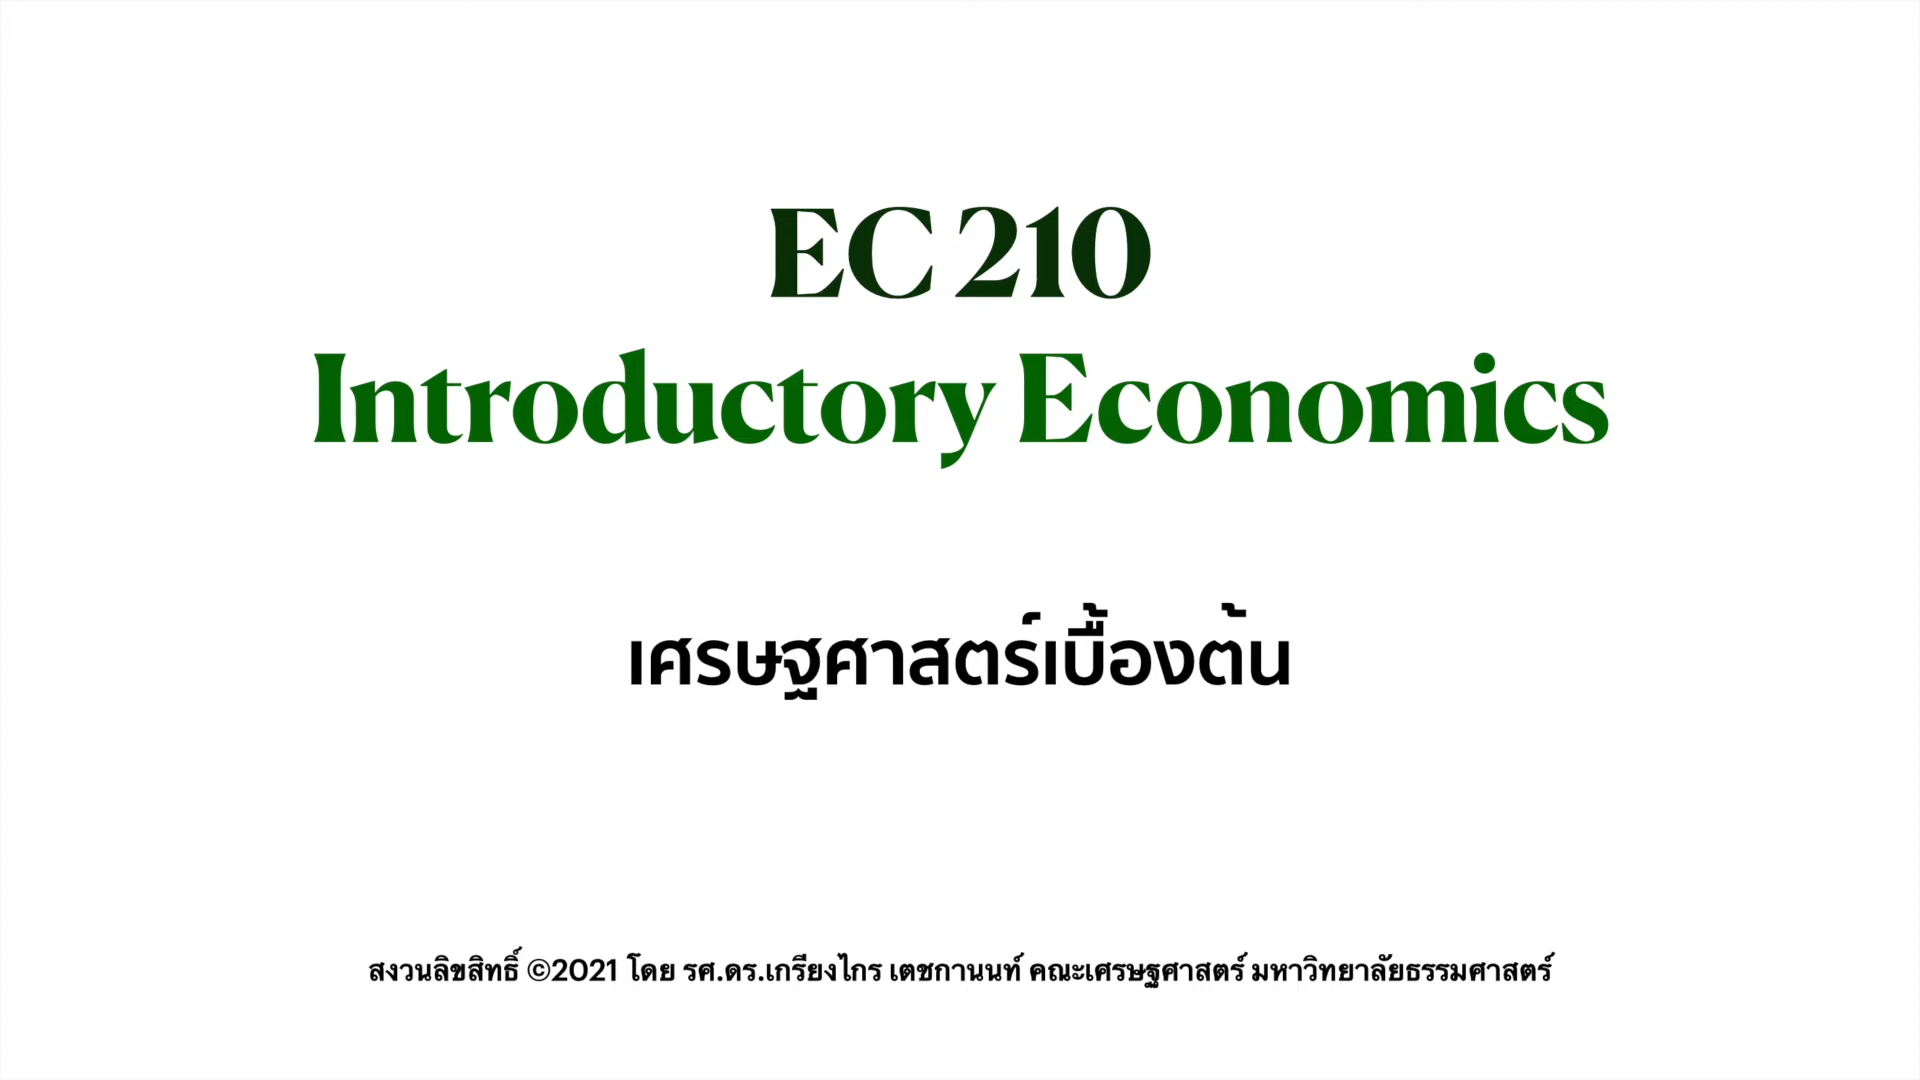 EC 210
Introductory Economics
เศรษฐศาสตร์เบื้องต้น
สงวนลิขสิทธิ์ ©2021 โดย รศ.ดร.เกรียงไกร เตชกานนท์ คณะเศรษฐศาสตร์ มหาวิทยาลัยธรรมศาสตร์